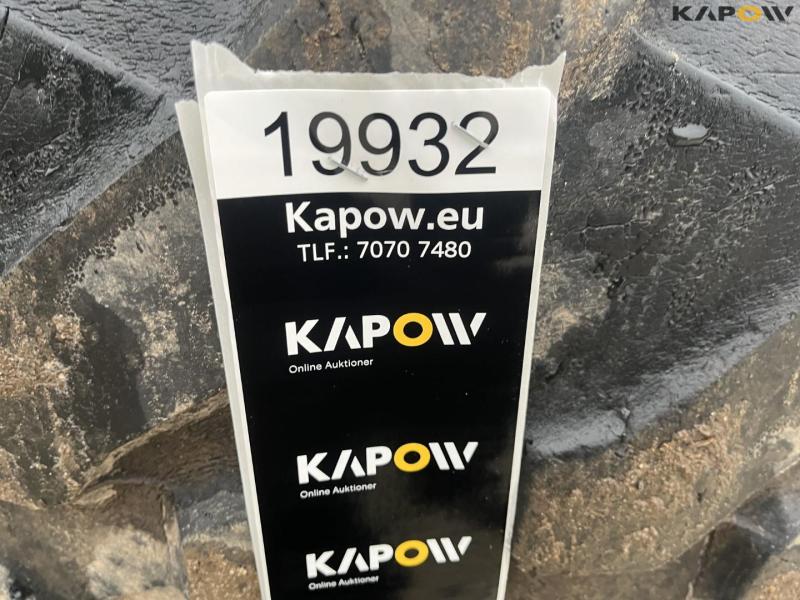 KAPOW
19932
Kapow.eu
TLF.: 7070 7480
KAPOW
Online Auktioner
KAPOW
Online Auktioner
KAPOW
Online Auktioner